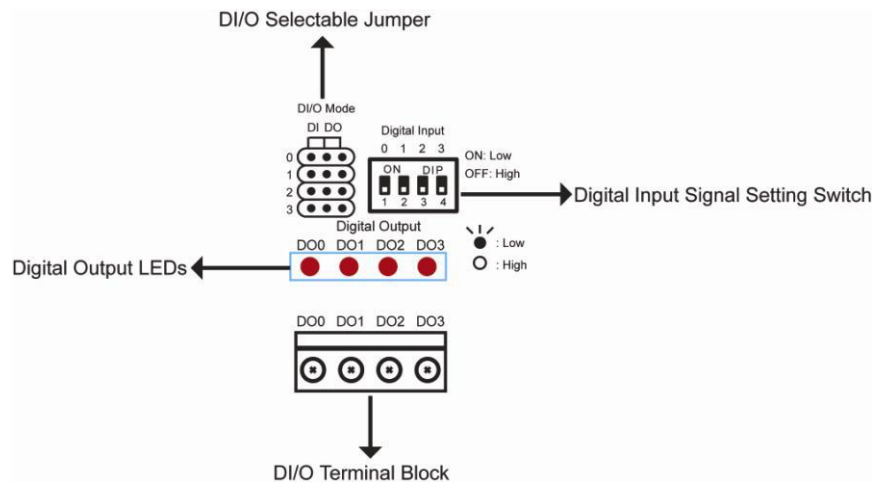 DI/O Selectable Jumper
DI/O Mode
DI DO
0
1
2
3
Digital Input
0 1 2 3
ON DIP
1 2 3 4
ON: Low
OFF: High
Digital Input Signal Setting Switch
Digital Output
DO0 DO1 DO2 DO3
: Low
: High
Digital Output LEDs
DO0 DO1 DO2 DO3
DI/O Terminal Block